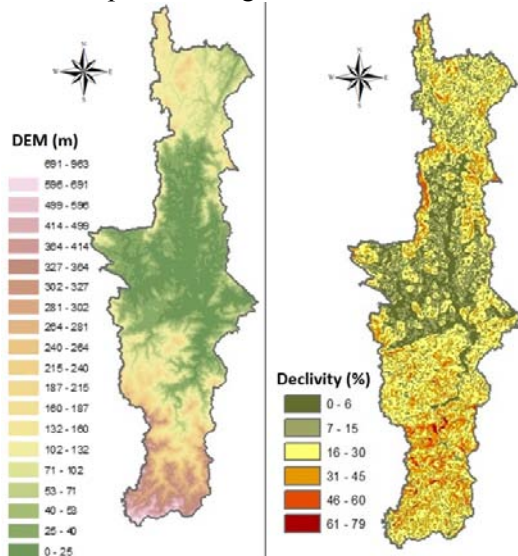 N
W E
S
DEM (m)
691 - 963
596 - 691
499 - 596
414 - 499
364 - 414
327 - 364
302 - 327
281 - 302
264 - 281
240 - 264
215 - 240
187 - 215
160 - 187
132 - 160
102 - 132
71 - 102
53 - 71
40 - 53
25 - 40
0 - 25
N
W E
S
Declivity (%)
0 - 6
7 - 15
16 - 30
31 - 45
46 - 60
61 - 79